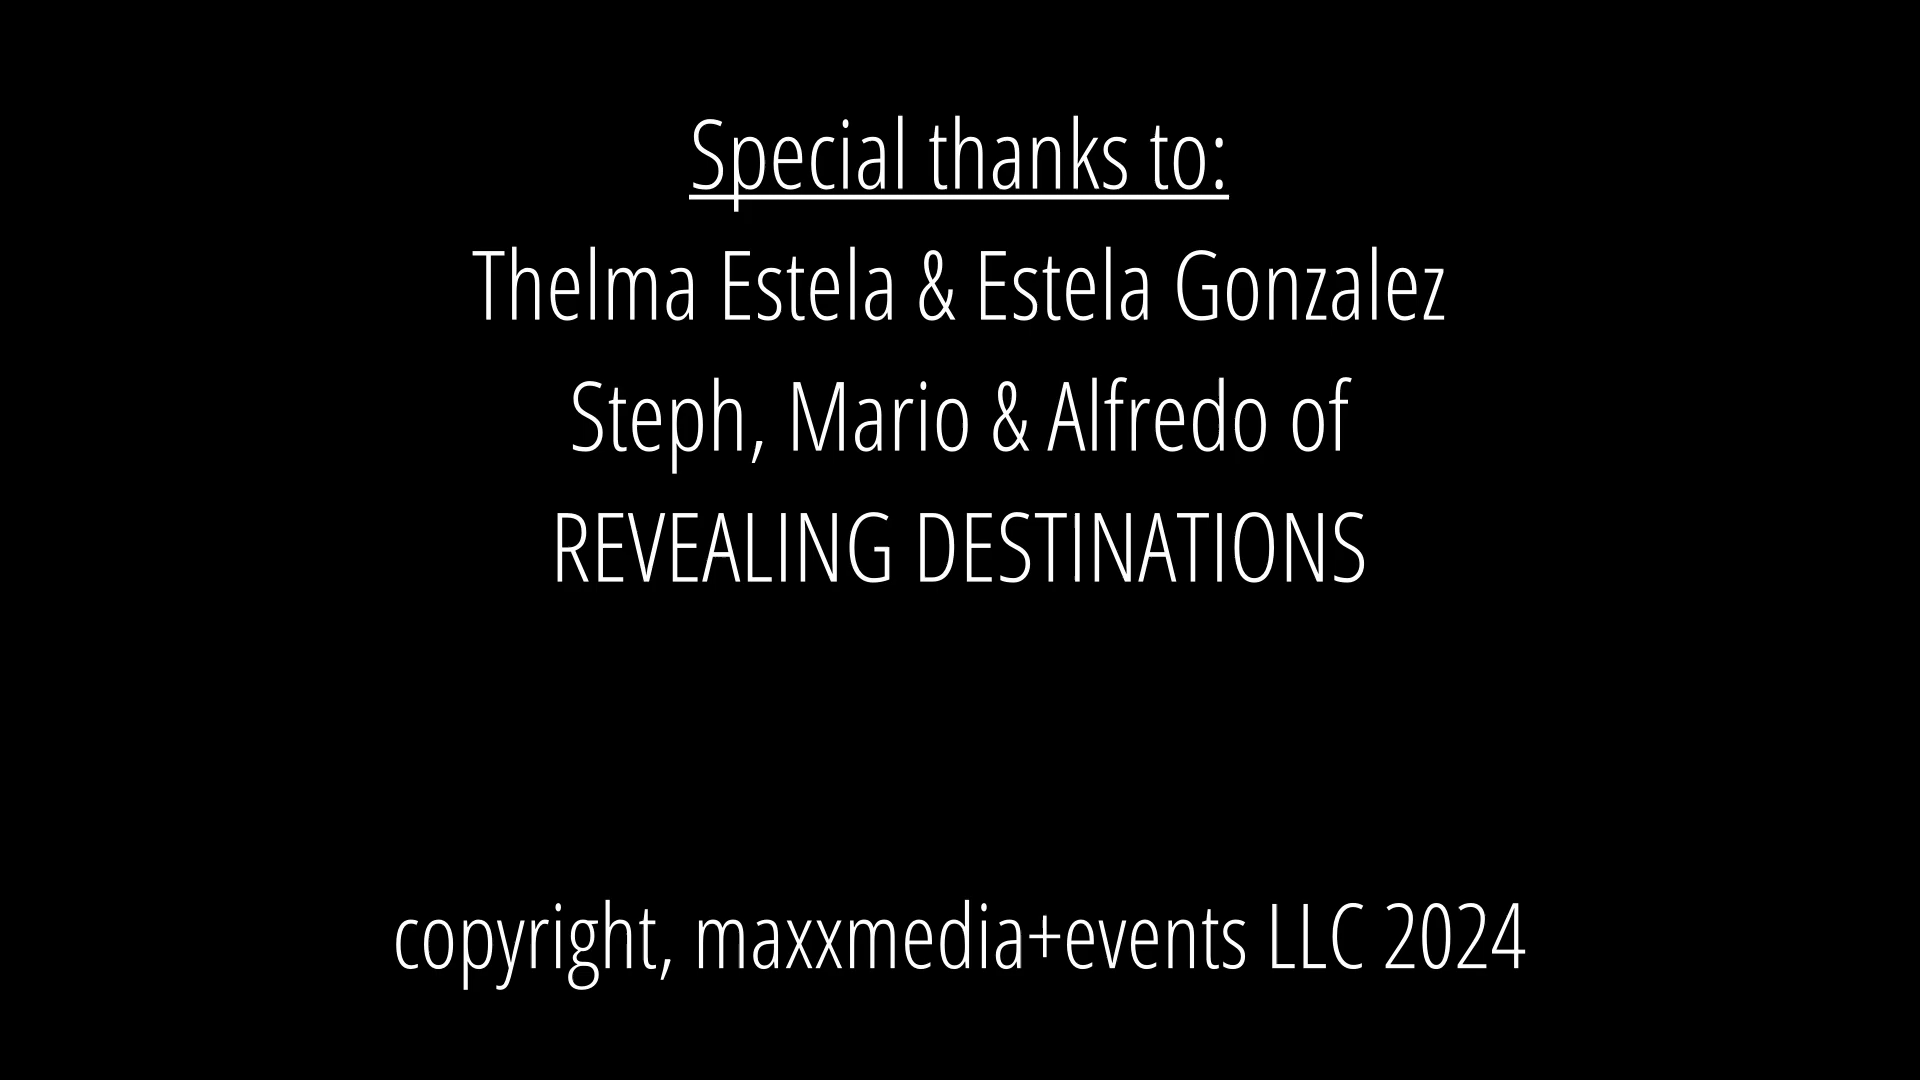 Special thanks to:
Thelma Estela & Estela Gonzalez
Steph, Mario & Alfredo of
REVEALING DESTINATIONS
copyright, maxxmedia+events LLC 2024